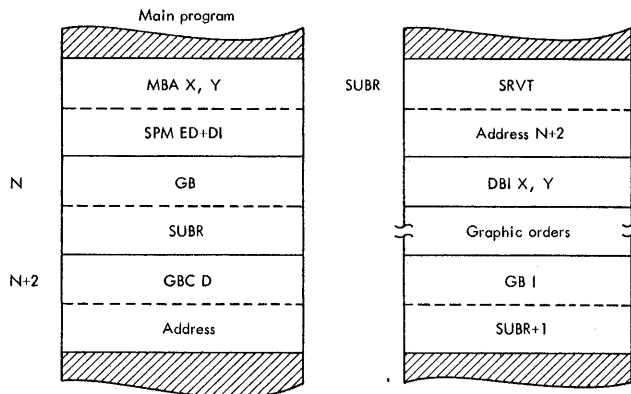 Main program
MBA X, Y
SPM ED+DI
N
GB
SUBR
N+2
GBC D
Address
SUBR
SRVT
Address N+2
DBI X, Y
Graphic orders
GB I
SUBR+1